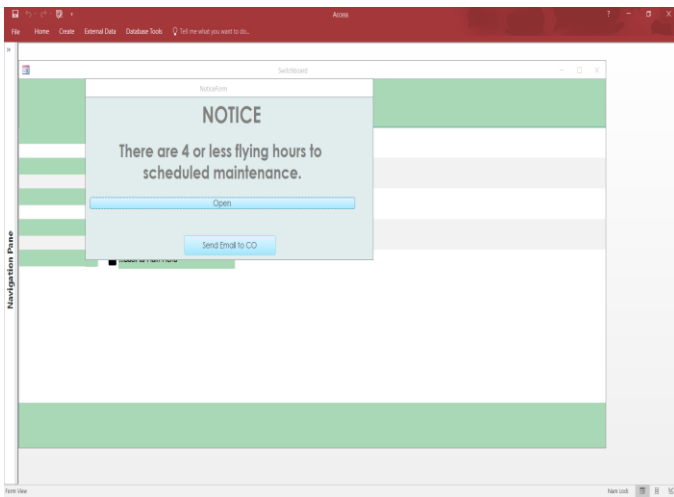 Access
File Home Create External Data Database Tools Tell me what you want to do...
Switchboard
NoticeForm
NOTICE
There are 4 or less flying hours to
scheduled maintenance.
Open
Send Email to CO
Navigation Pane
Form View
Num Lock